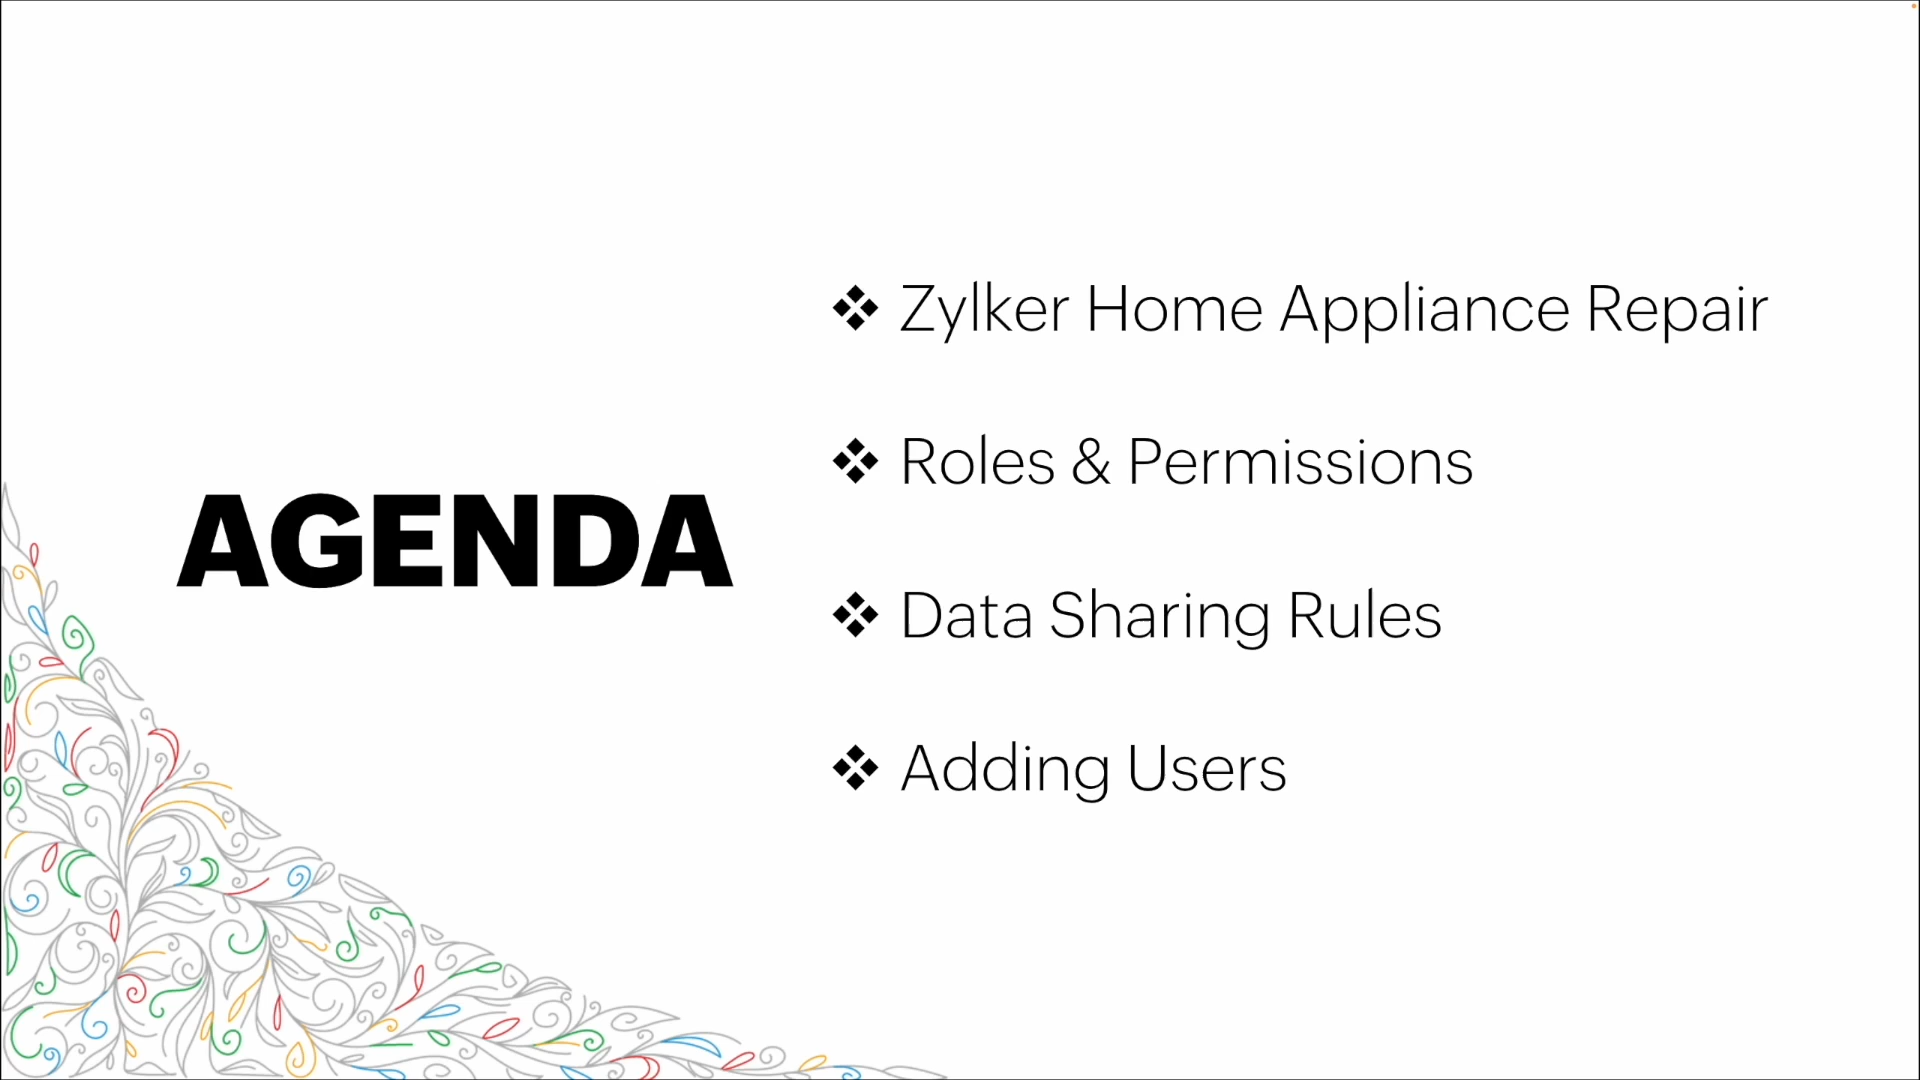 AGENDA
❖ Zylker Home Appliance Repair
❖ Roles & Permissions
❖ Data Sharing Rules
❖ Adding Users